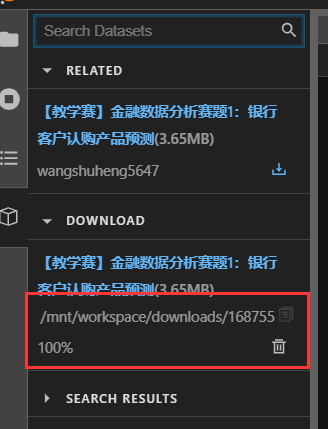 Search Datasets
RELATED
【教学赛】金融数据分析赛题1：银行
客户认购产品预测(3.65MB)
wangshuheng5647
DOWNLOAD
【教学赛】金融数据分析赛题1：银行
客户认购产品预测(3.65MB)
/mnt/workspace/downloads/168755
100%
SEARCH RESULTS